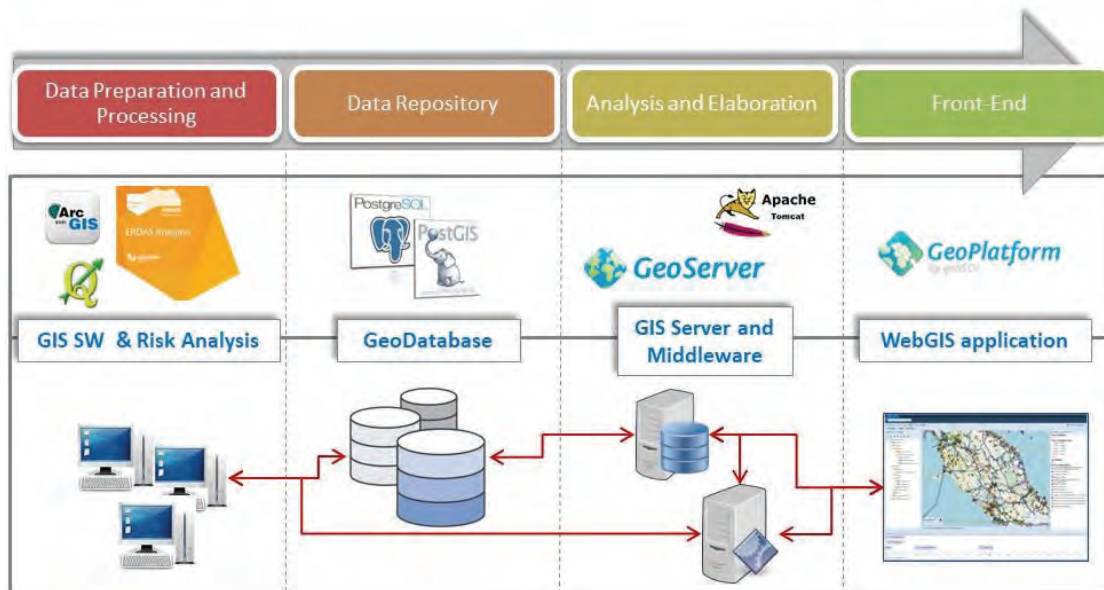 Data Preparation and
Processing
Data Repository
Analysis and Elaboration
Front-End
Arc
GIS
ERDAS Imagine
PostgreSQL
PostGIS
Apache
Tomcat
GeoServer
GeoPlatform
GIS SW & Risk Analysis
GeoDatabase
GIS Server and
Middleware
WebGIS application